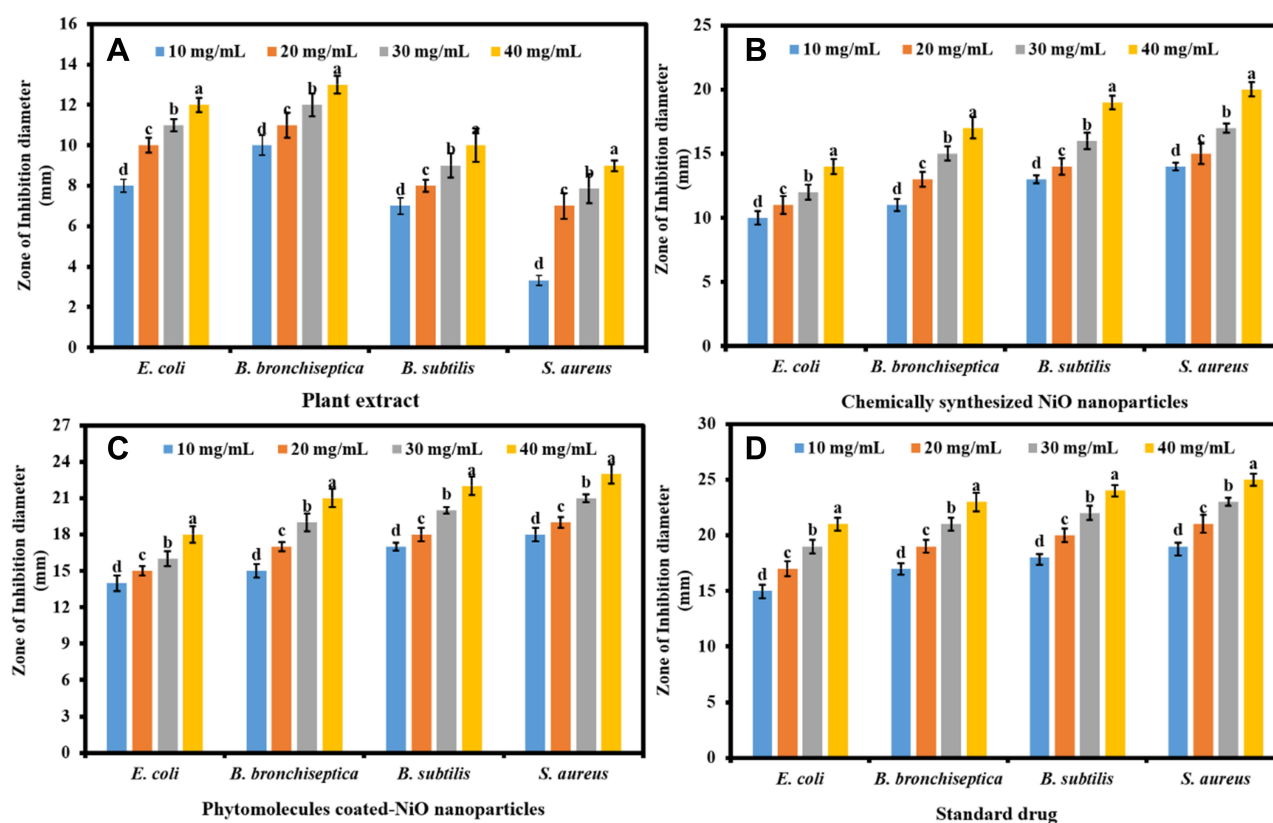 A
10 mg/mL 20 mg/mL 30 mg/mL 40 mg/mL
Zone of Inhibition diameter
(mm)
16
14
12
10
8
6
4
2
0
d c b a
d c b a
d c b a
d c b a
E. coli B. bronchiseptica B. subtilis S. aureus
Plant extract
B
10 mg/mL 20 mg/mL 30 mg/mL 40 mg/mL
Zone of Inhibition diameter
(mm)
25
20
15
10
5
0
d c b a
d c b a
d c b a
d c b a
E. coli B. bronchiseptica B. subtilis S. aureus
Chemically synthesized NiO nanoparticles
C
10 mg/mL 20 mg/mL 30 mg/mL 40 mg/mL
Zone of Inhibition diameter
(mm)
27
24
21
18
15
12
9
6
3
0
d c b a
d c b a
d c b a
d c b a
E. coli B. bronchiseptica B. subtilis S. aureus
Phytomolecules coated-NiO nanoparticles
D
10 mg/mL 20 mg/mL 30 mg/mL 40 mg/mL
Zone of Inhibition diameter
(mm)
30
25
20
15
10
5
0
d c b a
d c b a
d c b a
d c b a
E. coli B. bronchiseptica B. subtilis S. aureus
Standard drug